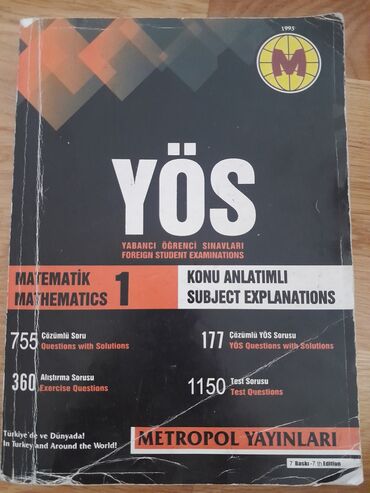 1995
M
YÖS
YABANCI ÖĞRENCİ SINAVLARI
FOREIGN STUDENT EXAMINATIONS
MATEMATİK
MATHEMATICS 1
KONU ANLATIMLI
SUBJECT EXPLANATIONS
755 Çözümlü Soru
Questions with Solutions
177 Çözümlü YÖS Sorusu
YÖS Questions with Solutions
360 Alıştırma Sorusu
Exercise Questions
1150 Test Sorusu
Test Questions
Türkiye'de ve Dünyada!
In Turkey and Around the World!
METROPOL YAYINLARI
7. Baskı - 7. th Edition